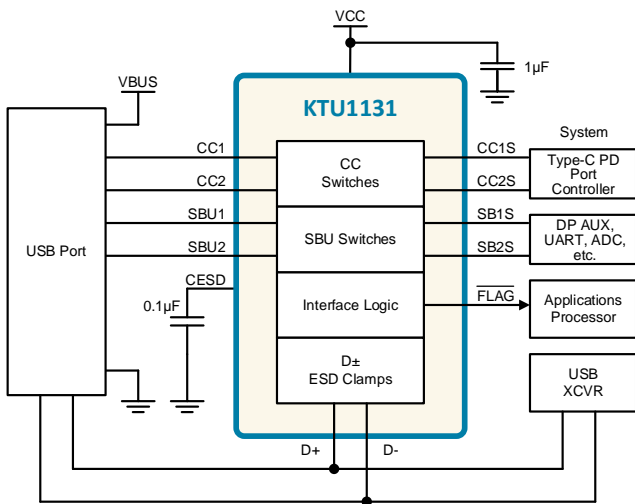 VCC
1µF
VBUS
KTU1131
System
CC1
CC2
SBU1
SBU2
CESD
0.1µF
USB Port
CC
Switches
SBU Switches
Interface Logic
D±
ESD Clamps
CC1S
CC2S
SB1S
SB2S
FLAG
Type-C PD
Port
Controller
DP AUX,
UART, ADC,
etc.
Applications
Processor
USB
XCVR
D+
D-